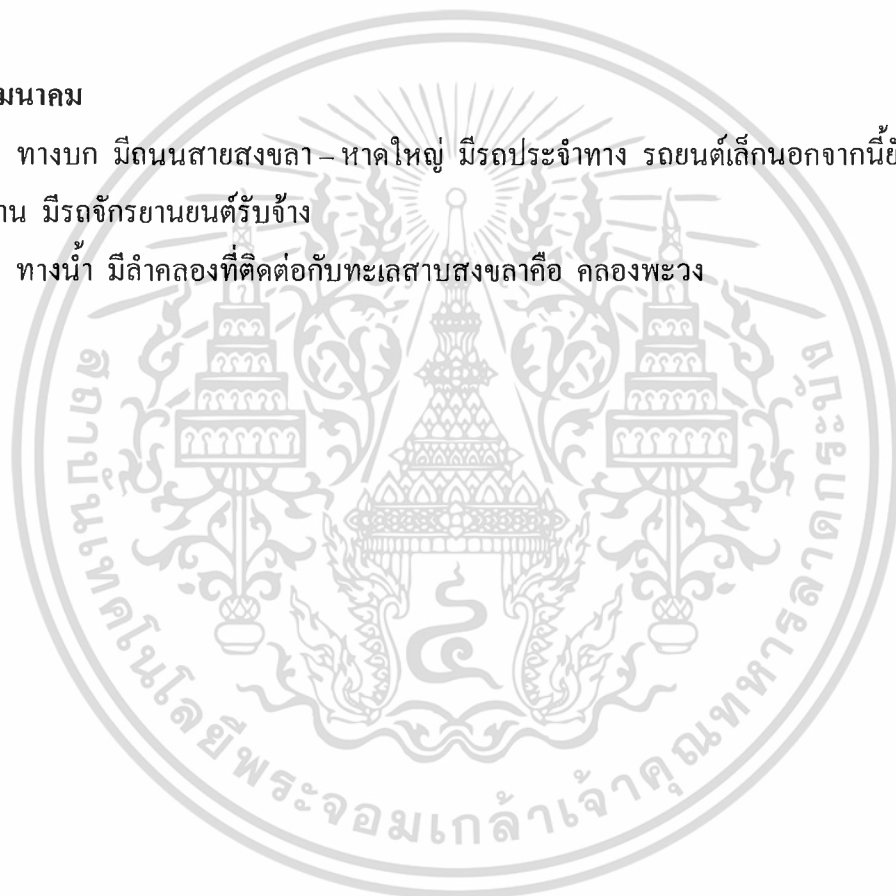 มนาคม
ทางบก มีถนนสายสงขลา – หาดใหญ่ มีรถประจำทาง รถยนต์เล็กนอกจากนี้ยั
าน มีรถจักรยานยนต์รับจ้าง
ทางน้ำ มีลำคลองที่ติดต่อกับทะเลสาบสงขลาคือ คลองพะวง
สถาบันเทคโนโลยีพระจอมเกล้าเจ้าคุณทหารลาดกระบัง